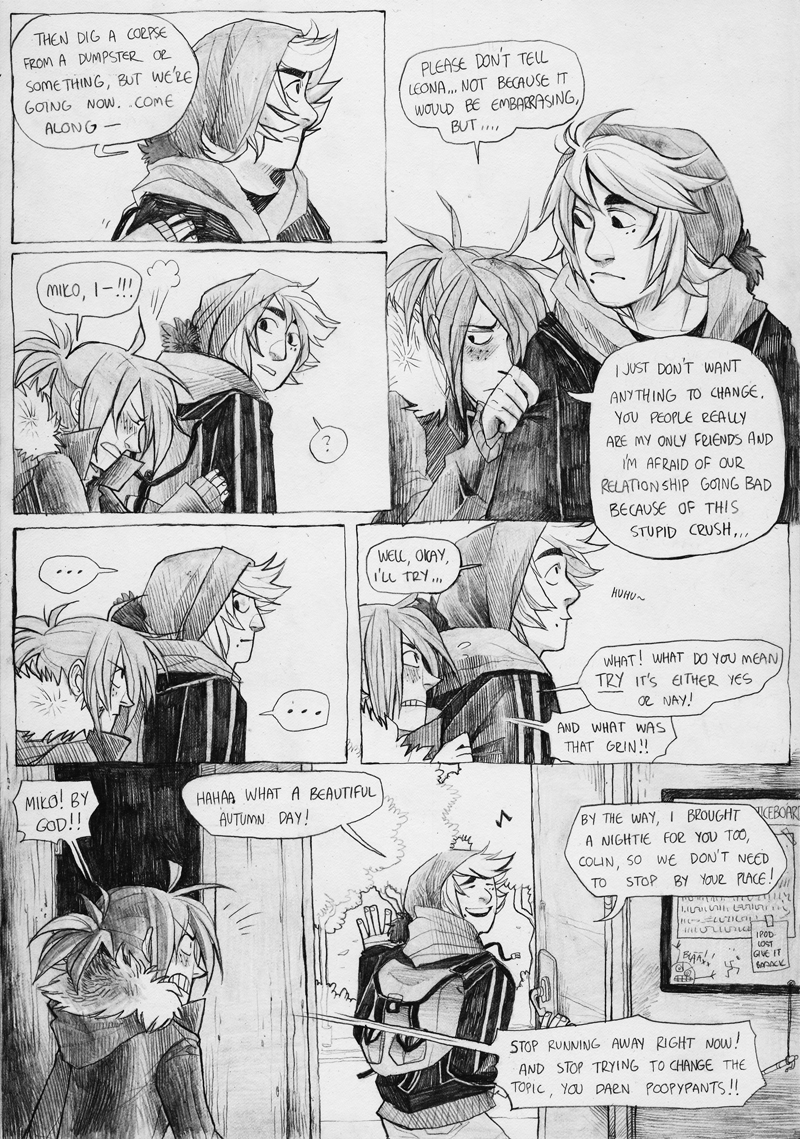 THEN DIG A CORPSE
FROM A DUMPSTER OR
SOMETHING, BUT WE'RE
GOING NOW. COME
ALONG —
PLEASE DON'T TELL
LEONA... NOT BECAUSE IT
WOULD BE EMBARRASING,
BUT....
MIKO, I —!!!
?
I JUST DON'T WANT
ANYTHING TO CHANGE.
YOU PEOPLE REALLY
ARE MY ONLY FRIENDS AND
I'M AFRAID OF OUR
RELATIONSHIP GOING BAD
BECAUSE OF THIS
STUPID CRUSH...
...
...
WELL, OKAY,
I'LL TRY...
HUHU~
WHAT! WHAT DO YOU MEAN
TRY IT'S EITHER YES
OR NAY!
AND WHAT WAS
THAT GRIN!!
MIKO! BY
GOD!!
HAHAA WHAT A BEAUTIFUL
AUTUMN DAY!
BY THE WAY, I BROUGHT
A NIGHTIE FOR YOU TOO,
COLIN, SO WE DON'T NEED
TO STOP BY YOUR PLACE!
ICEBOARD
IPOD
LOST
GIVE IT
BACK
STOP RUNNING AWAY RIGHT NOW!
AND STOP TRYING TO CHANGE THE
TOPIC, YOU DARN POOPYPANTS!!